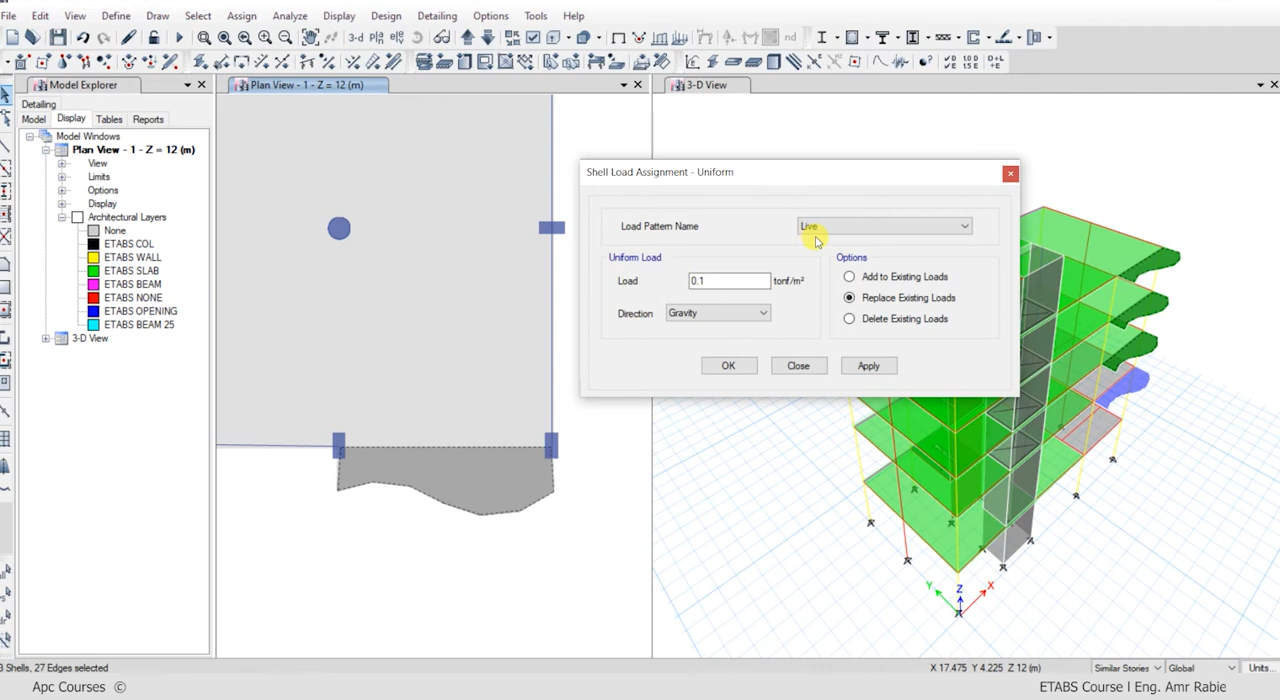 File Edit View Define Draw Select Assign Analyze Display Design Detailing Options Tools Help
3-d
nd
Model Explorer
Plan View - 1 - Z = 12 (m)
3-D View
Detailing
Model Display Tables Reports
Model Windows
Plan View - 1 - Z = 12 (m)
View
Limits
Options
Display
Architectural Layers
None
ETABS COL
ETABS WALL
ETABS SLAB
ETABS BEAM
ETABS NONE
ETABS OPENING
ETABS BEAM 25
3-D View
Shell Load Assignment - Uniform
Load Pattern Name
Live
Uniform Load
Load
0.1
tonf/m²
Direction
Gravity
Options
Add to Existing Loads
Replace Existing Loads
Delete Existing Loads
OK
Close
Apply
Y
Z
X
3 Shells, 27 Edges selected
X 17.475 Y 4.225 Z 12 (m)
Similar Stories
Global
Units...
Apc Courses ©
ETABS Course | Eng. Amr Rabie